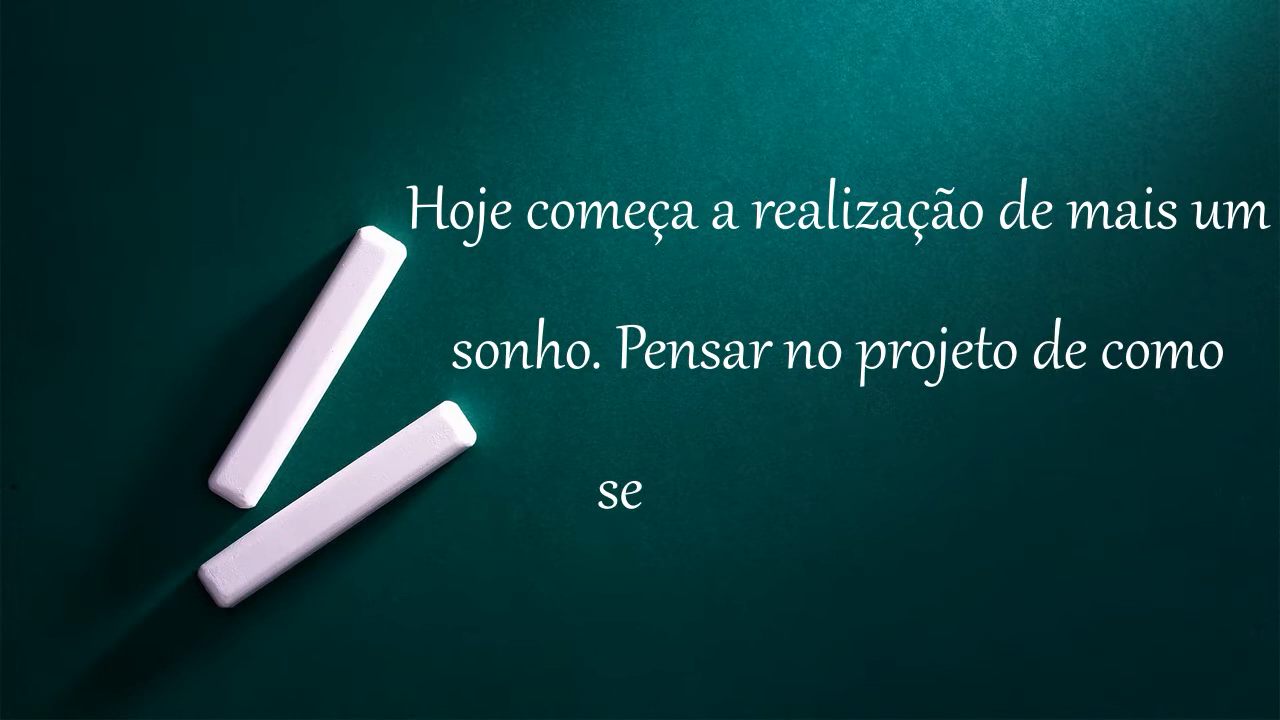 Hoje começa a realização de mais um
sonho. Pensar no projeto de como
se